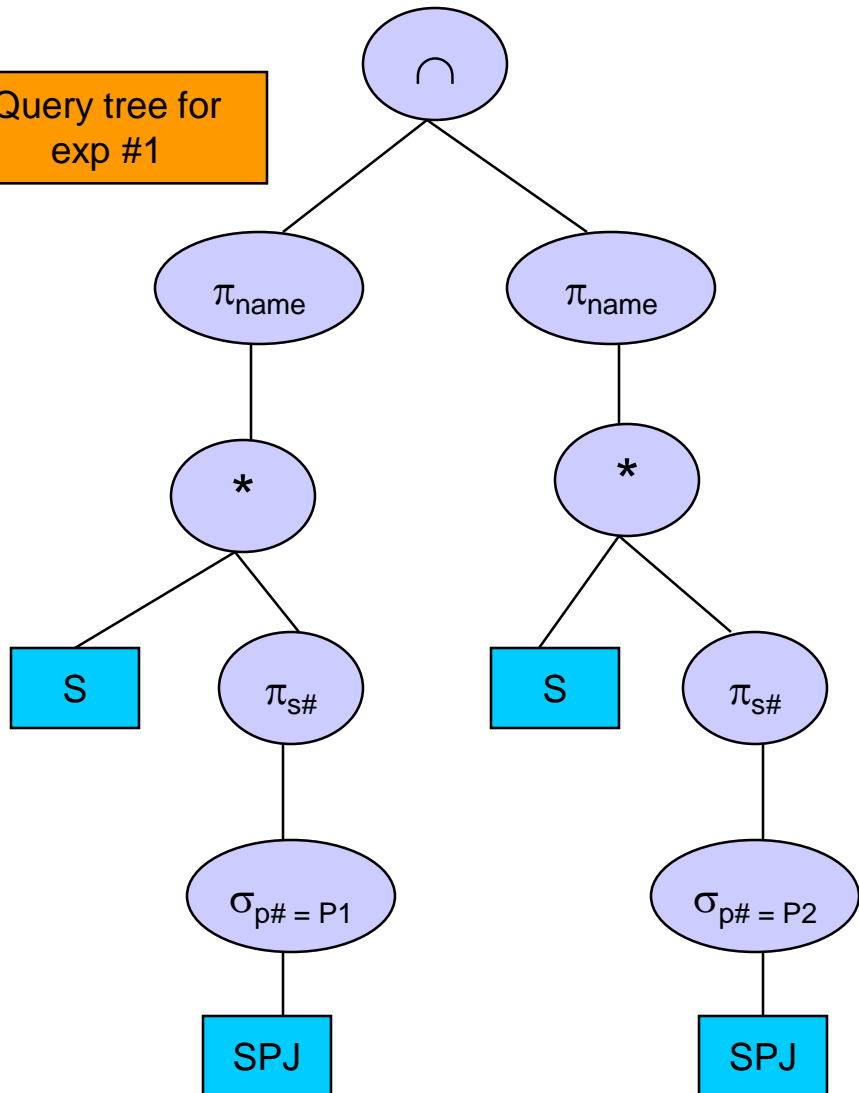 ∩
Query tree for
exp #1
πname
πname
*
*
S
πs#
S
πs#
σp# = P1
σp# = P2
SPJ
SPJ